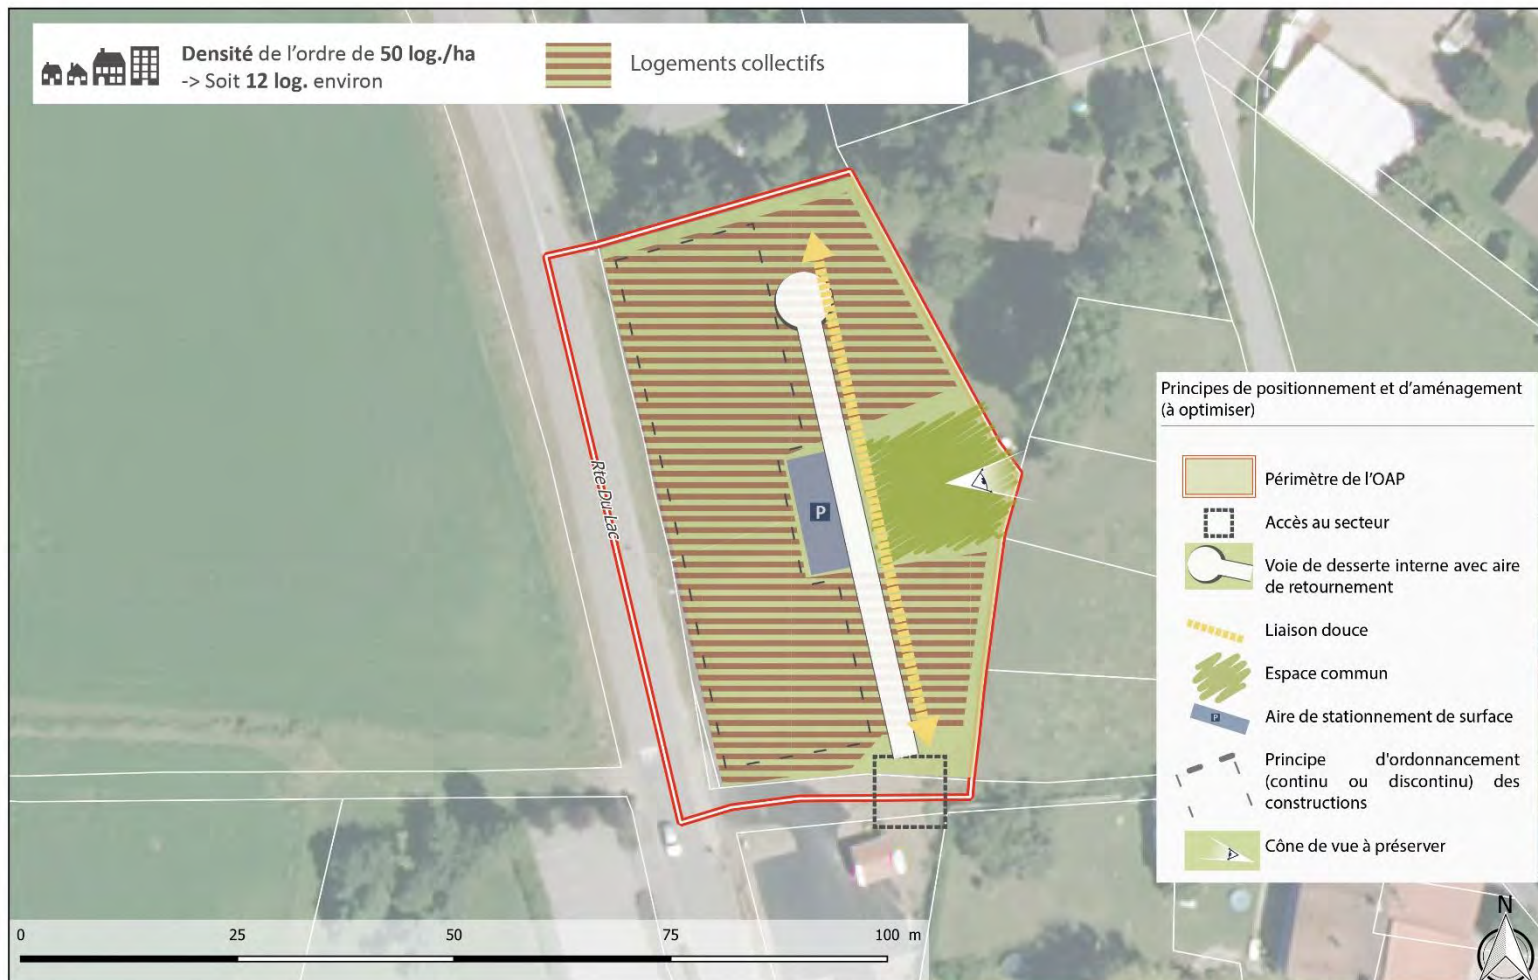 Densité de l'ordre de 50 log./ha
-> Soit 12 log. environ
Logements collectifs
Rte Du Lac
P
Principes de positionnement et d'aménagement
(à optimiser)
Périmètre de l'OAP
Accès au secteur
Voie de desserte interne avec aire
de retournement
Liaison douce
Espace commun
P
Aire de stationnement de surface
Principe d'ordonnancement
(continu ou discontinu) des
constructions
Cône de vue à préserver
0 25 50 75 100 m
N